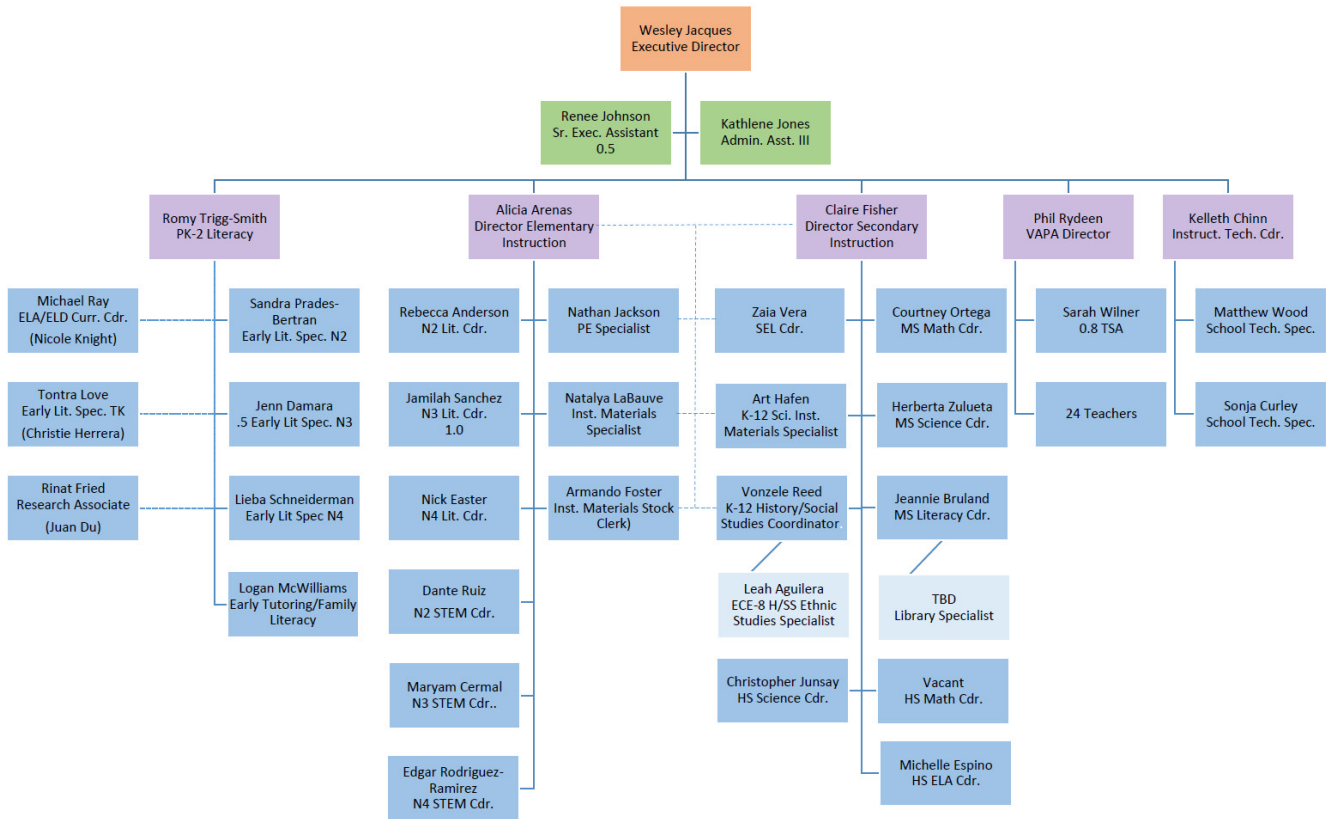 Wesley Jacques
Executive Director
Renee Johnson
Sr. Exec. Assistant
0.5
Kathlene Jones
Admin. Asst. III
Romy Trigg-Smith
PK-2 Literacy
Alicia Arenas
Director Elementary
Instruction
Claire Fisher
Director Secondary
Instruction
Phil Rydeen
VAPA Director
Kelleth Chinn
Instruct. Tech. Cdr.
Michael Ray
ELA/ELD Curr. Cdr.
(Nicole Knight)
Sandra Prades-
Bertran
Early Lit. Spec. N2
Rebecca Anderson
N2 Lit. Cdr.
Nathan Jackson
PE Specialist
Zaia Vera
SEL Cdr.
Courtney Ortega
MS Math Cdr.
Sarah Wilner
0.8 TSA
Matthew Wood
School Tech. Spec.
Tontra Love
Early Lit. Spec. TK
(Christie Herrera)
Jenn Damara
.5 Early Lit Spec. N3
Jamilah Sanchez
N3 Lit. Cdr.
1.0
Natalya LaBauve
Inst. Materials
Specialist
Art Hafen
K-12 Sci. Inst.
Materials Specialist
Herberta Zulueta
MS Science Cdr.
24 Teachers
Sonja Curley
School Tech. Spec.
Rinat Fried
Research Associate
(Juan Du)
Lieba Schneiderman
Early Lit Spec N4
Nick Easter
N4 Lit. Cdr.
Armando Foster
Inst. Materials Stock
Clerk)
Vonzele Reed
K-12 History/Social
Studies Coordinator.
Jeannie Bruland
MS Literacy Cdr.
Logan McWilliams
Early Tutoring/Family
Literacy
Dante Ruiz
N2 STEM Cdr.
Leah Aguilera
ECE-8 H/SS Ethnic
Studies Specialist
TBD
Library Specialist
Maryam Cermal
N3 STEM Cdr..
Christopher Junsay
HS Science Cdr.
Vacant
HS Math Cdr.
Edgar Rodriguez-
Ramirez
N4 STEM Cdr.
Michelle Espino
HS ELA Cdr.